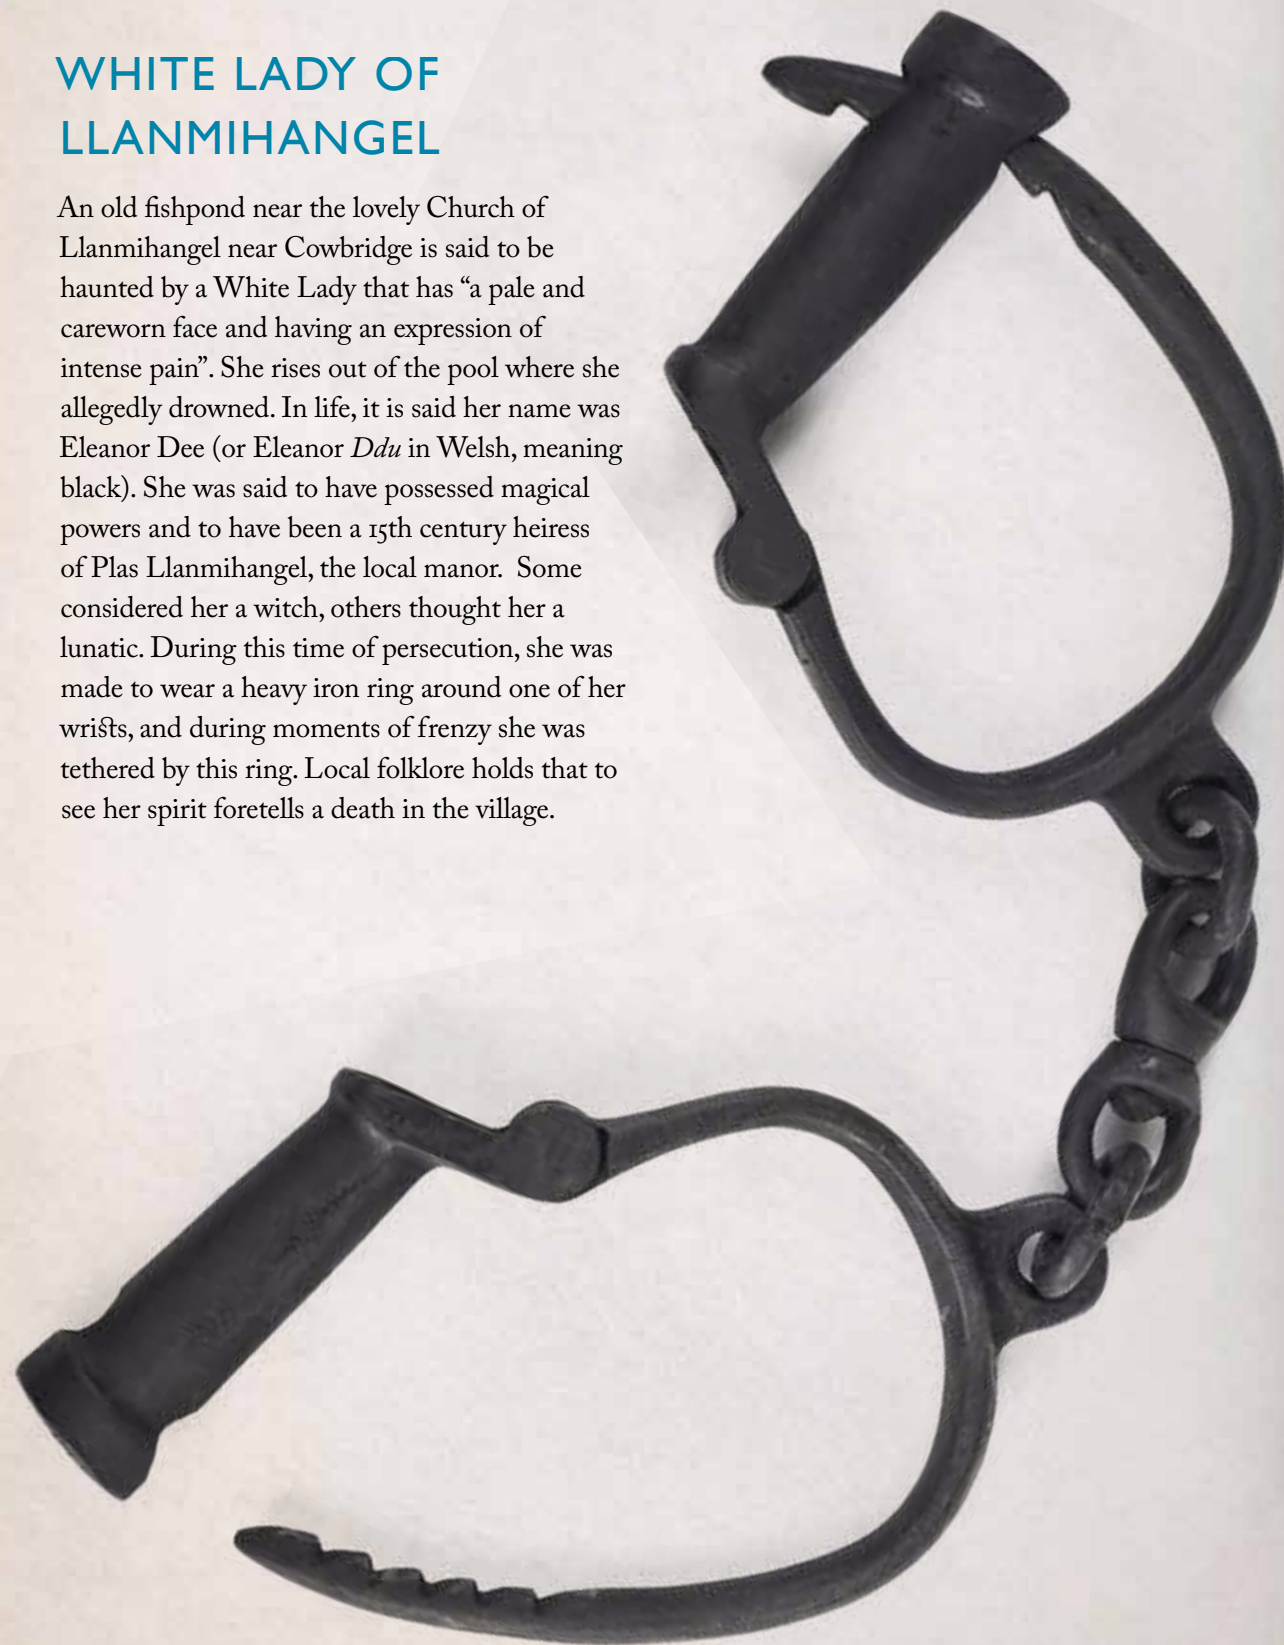 WHITE LADY OF
LLANMIHANGEL
An old fishpond near the lovely Church of
Llanmihangel near Cowbridge is said to be
haunted by a White Lady that has “a pale and
careworn face and having an expression of
intense pain”. She rises out of the pool where she
allegedly drowned. In life, it is said her name was
Eleanor Dee (or Eleanor Ddu in Welsh, meaning
black). She was said to have possessed magical
powers and to have been a 15th century heiress
of Plas Llanmihangel, the local manor.  Some
considered her a witch, others thought her a
lunatic. During this time of persecution, she was
made to wear a heavy iron ring around one of her
wrists, and during moments of frenzy she was
tethered by this ring. Local folklore holds that to
see her spirit foretells a death in the village.